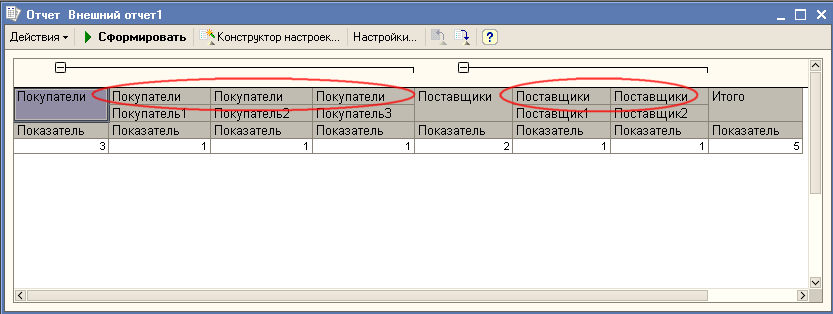 Отчет Внешний отчет1
Действия Сформировать Конструктор настроек... Настройки... ?
Покупатели Покупатели Покупатели Покупатели Поставщики Поставщики Поставщики Итого
Покупатель1 Покупатель2 Покупатель3 Поставщик1 Поставщик2
Показатель Показатель Показатель Показатель Показатель Показатель Показатель Показатель
3 1 1 1 2 1 1 5